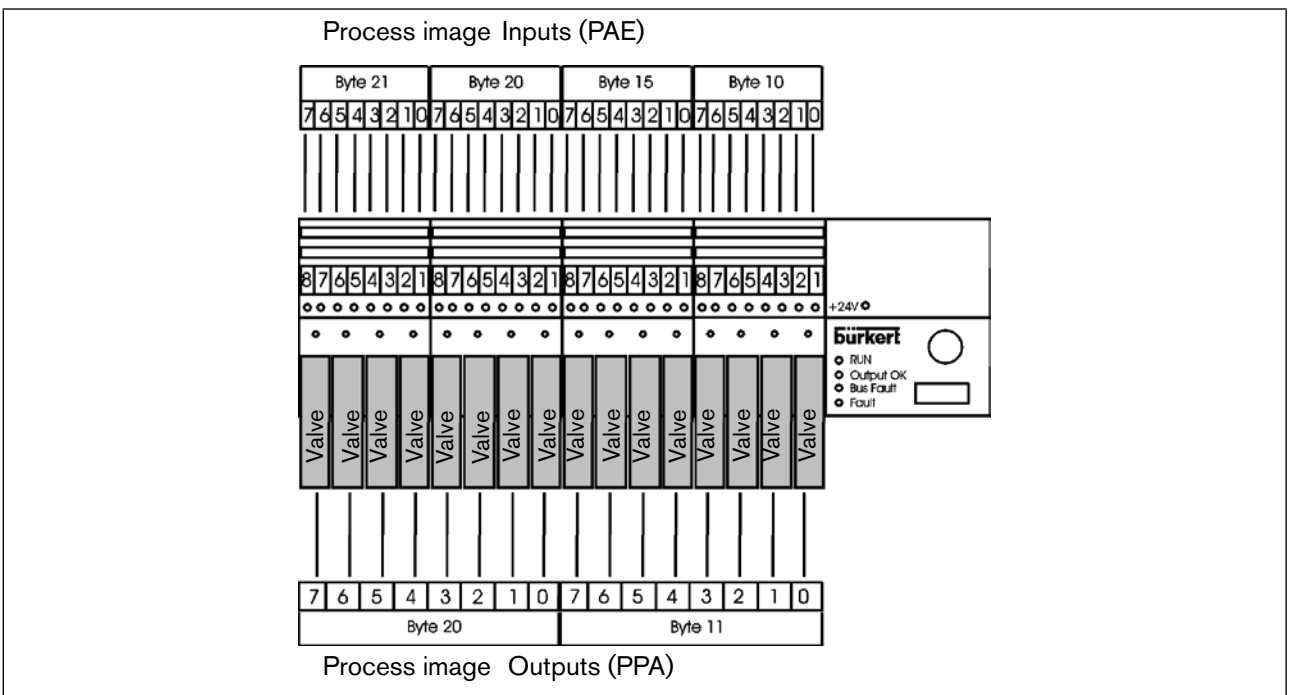 Process image Inputs (PAE)
Byte 21 Byte 20 Byte 15 Byte 10
7 6 5 4 3 2 1 0 7 6 5 4 3 2 1 0 7 6 5 4 3 2 1 0 7 6 5 4 3 2 1 0
8 7 6 5 4 3 2 1 8 7 6 5 4 3 2 1 8 7 6 5 4 3 2 1 8 7 6 5 4 3 2 1
+24V
bürkert
RUN
Output OK
Bus Fault
Fault
Valve Valve Valve Valve Valve Valve Valve Valve Valve Valve Valve Valve Valve Valve Valve Valve
7 6 5 4 3 2 1 0 7 6 5 4 3 2 1 0
Byte 20 Byte 11
Process image Outputs (PPA)